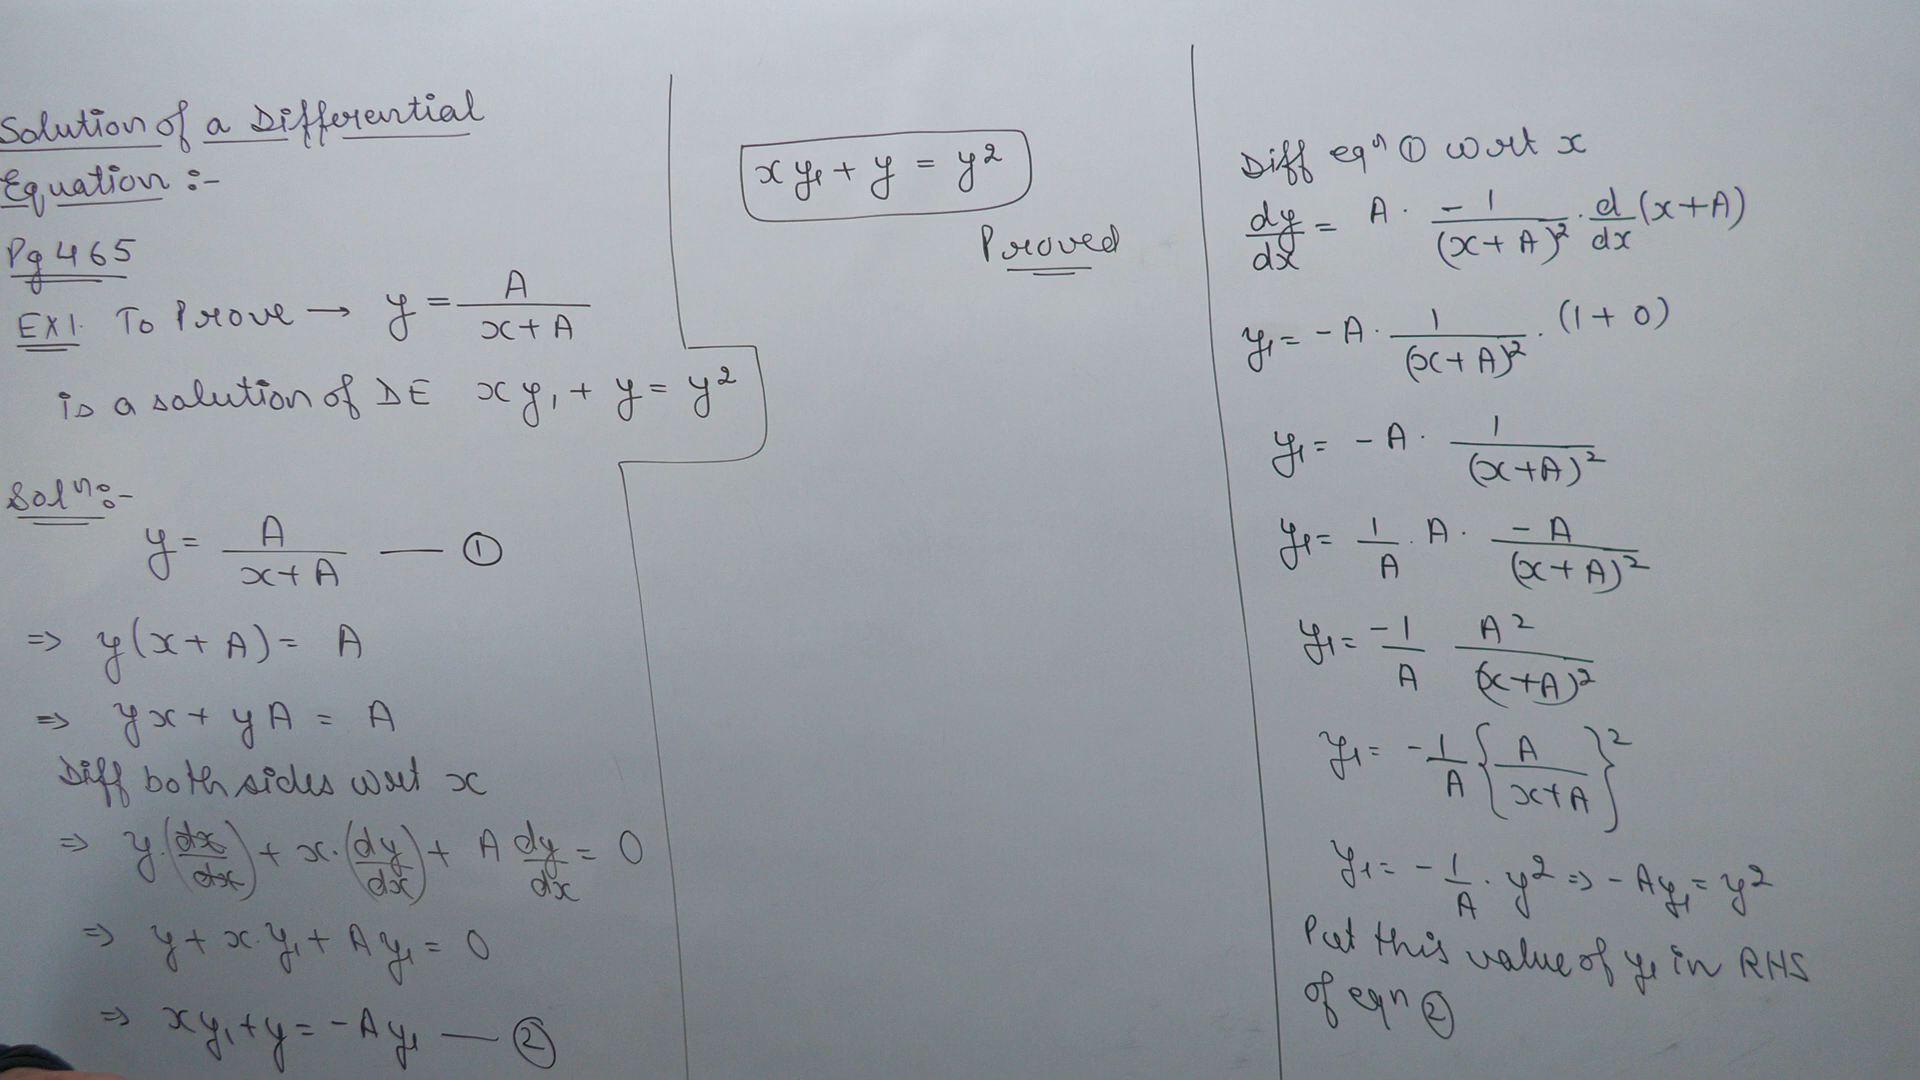 Solution of a Differential
Equation :-
Pg 465
EX1. To Prove → y = A / (x+A)
is a solution of DE xy₁ + y = y²
Solⁿ:-
y = A / (x+A) — ①
⇒ y(x+A) = A
⇒ yx + yA = A
Diff both sides wrt x
⇒ y.(dx/dx) + x.(dy/dx) + A dy/dx = 0
⇒ y + x.y₁ + Ay₁ = 0
⇒ xy₁ + y = -Ay₁ — ②
xy₁ + y = y²
Proved
Diff eqⁿ ① wrt x
dy/dx = A. -1/(x+A)² . d/dx (x+A)
y₁ = -A. 1/(x+A)² . (1+0)
y₁ = -A. 1/(x+A)²
y₁ = 1/A . A. -A/(x+A)²
y₁ = -1/A A²/(x+A)²
y₁ = -1/A {A/(x+A)}²
y₁ = -1/A . y² ⇒ -Ay₁ = y²
Put this value of y₁ in RHS
of eqn ②